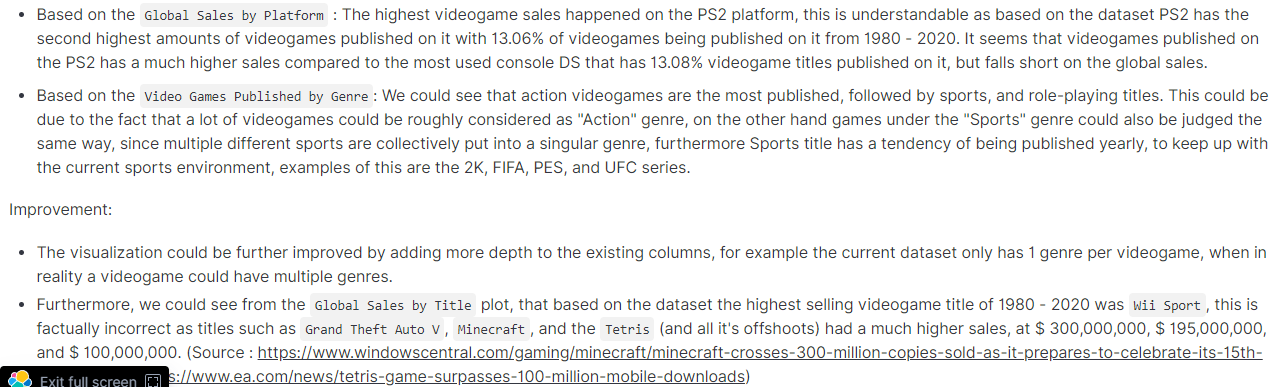 Based on the Global Sales by Platform : The highest videogame sales happened on the PS2 platform, this is understandable as based on the dataset PS2 has the
second highest amounts of videogames published on it with 13.06% of videogames being published on it from 1980 - 2020. It seems that videogames published on
the PS2 has a much higher sales compared to the most used console DS that has 13.08% videogame titles published on it, but falls short on the global sales.
Based on the Video Games Published by Genre : We could see that action videogames are the most published, followed by sports, and role-playing titles. This could be
due to the fact that a lot of videogames could be roughly considered as "Action" genre, on the other hand games under the "Sports" genre could also be judged the
same way, since multiple different sports are collectively put into a singular genre, furthermore Sports title has a tendency of being published yearly, to keep up with
the current sports environment, examples of this are the 2K, FIFA, PES, and UFC series.
Improvement:
The visualization could be further improved by adding more depth to the existing columns, for example the current dataset only has 1 genre per videogame, when in
reality a videogame could have multiple genres.
Furthermore, we could see from the Global Sales by Title plot, that based on the dataset the highest selling videogame title of 1980 - 2020 was Wii Sport , this is
factually incorrect as titles such as Grand Theft Auto V , Minecraft , and the Tetris (and all it's offshoots) had a much higher sales, at $ 300,000,000, $ 195,000,000,
and $ 100,000,000. (Source : https://www.windowscentral.com/gaming/minecraft/minecraft-crosses-300-million-copies-sold-as-it-prepares-to-celebrate-its-15th-
Exit full screen s://www.ea.com/news/tetris-game-surpasses-100-million-mobile-downloads)